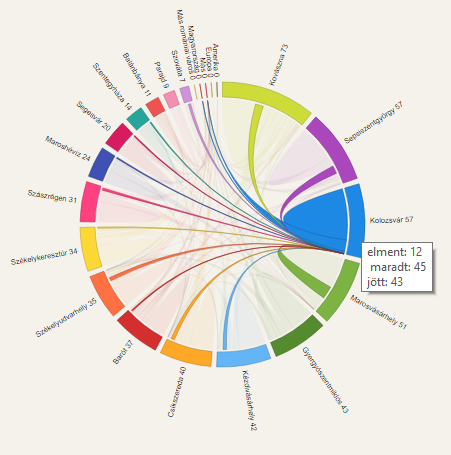 Kovászna 73
Sepsiszentgyörgy 57
Kolozsvár 57
elment: 12
maradt: 45
jött: 43
Marosvásárhely 51
Gyergyószentmiklós 43
Kézdivásárhely 42
Csíkszereda 40
Barót 37
Székelyudvarhely 35
Székelykeresztúr 34
Szászrégen 31
Maroshévíz 24
Segesvár 20
Szentegyháza 14
Balánbánya 11
Parajd 9
Szováta 7
Más romániai város 0
Magyarország 0
Más 0
Európa 0
Amerika 0